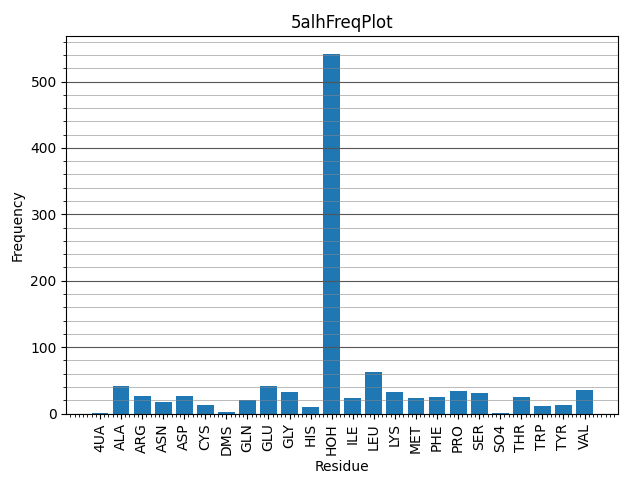 5alhFreqPlot
Frequency
500
400
300
200
100
0
4UA ALA ARG ASN ASP CYS DMS GLN GLU GLY HIS HOH ILE LEU LYS MET PHE PRO SER SO4 THR TRP TYR VAL
Residue